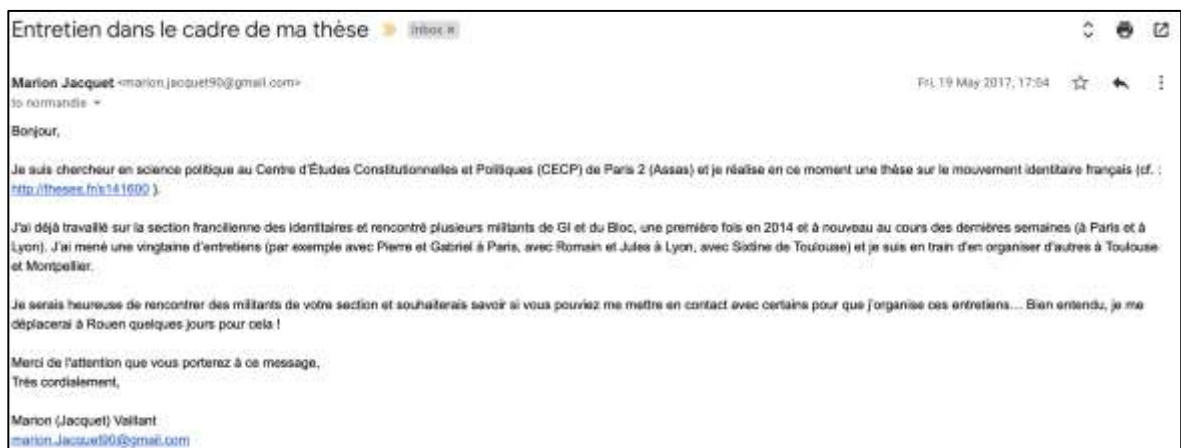 Entretien dans le cadre de ma thèse Inbox ×
Marion Jacquet <marion.jacquet90@gmail.com>
Fri, 19 May 2017, 17:04
to normandie
Bonjour,
Je suis chercheur en science politique au Centre d'Études Constitutionnelles et Politiques (CECP) de Paris 2 (Assas) et je réalise en ce moment une thèse sur le mouvement identitaire français (cf. :
http://theses.fr/s141600 ).
J'ai déjà travaillé sur la section francilienne des identitaires et rencontré plusieurs militants de GI et du Bloc, une première fois en 2014 et à nouveau au cours des dernières semaines (à Paris et à
Lyon). J'ai mené une vingtaine d'entretiens (par exemple avec Pierre et Gabriel à Paris, avec Romain et Jules à Lyon, avec Sixtine de Toulouse) et je suis en train d'en organiser d'autres à Toulouse
et Montpellier.
Je serais heureuse de rencontrer des militants de votre section et souhaiterais savoir si vous pouviez me mettre en contact avec certains pour que j'organise ces entretiens… Bien entendu, je me
déplacerai à Rouen quelques jours pour cela !
Merci de l'attention que vous porterez à ce message,
Très cordialement,
Marion (Jacquet) Vaillant
marion.Jacquet90@gmail.com